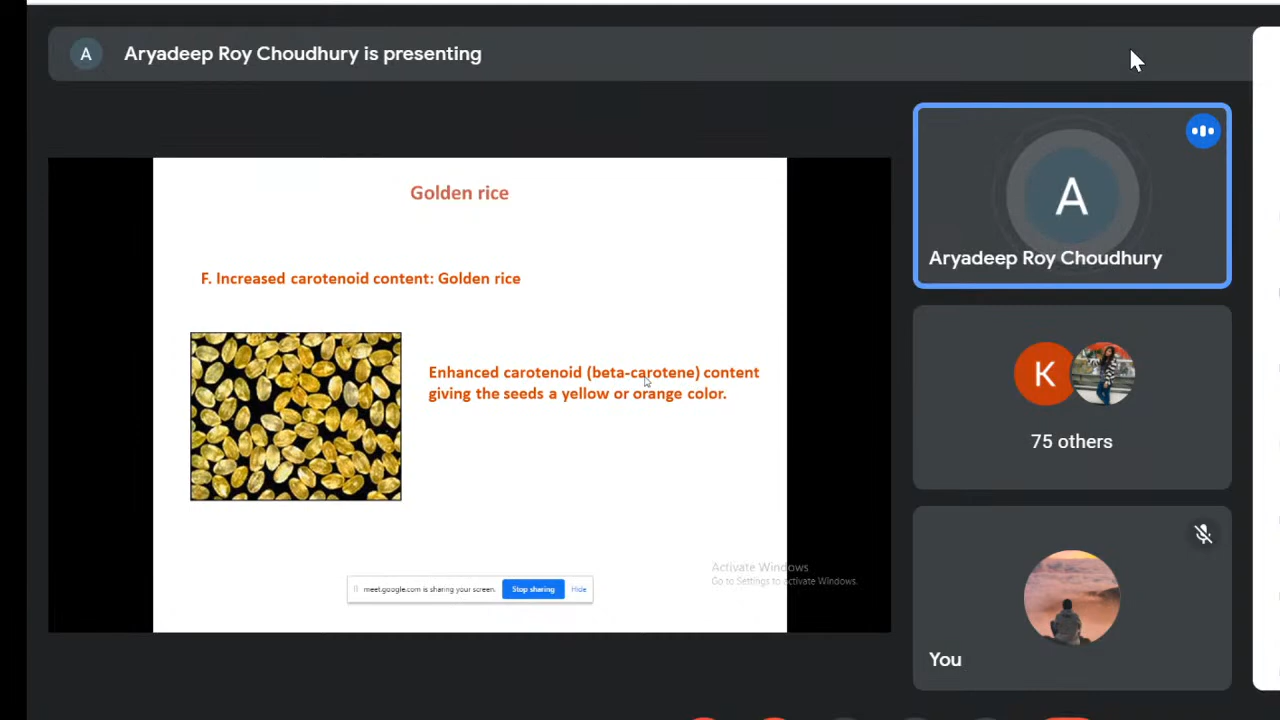 A
Aryadeep Roy Choudhury is presenting
Golden rice
F. Increased carotenoid content: Golden rice
Enhanced carotenoid (beta-carotene) content
giving the seeds a yellow or orange color.
Activate Windows
Go to Settings to activate Windows.
meet.google.com is sharing your screen.
Stop sharing
Hide
A
Aryadeep Roy Choudhury
K
75 others
You